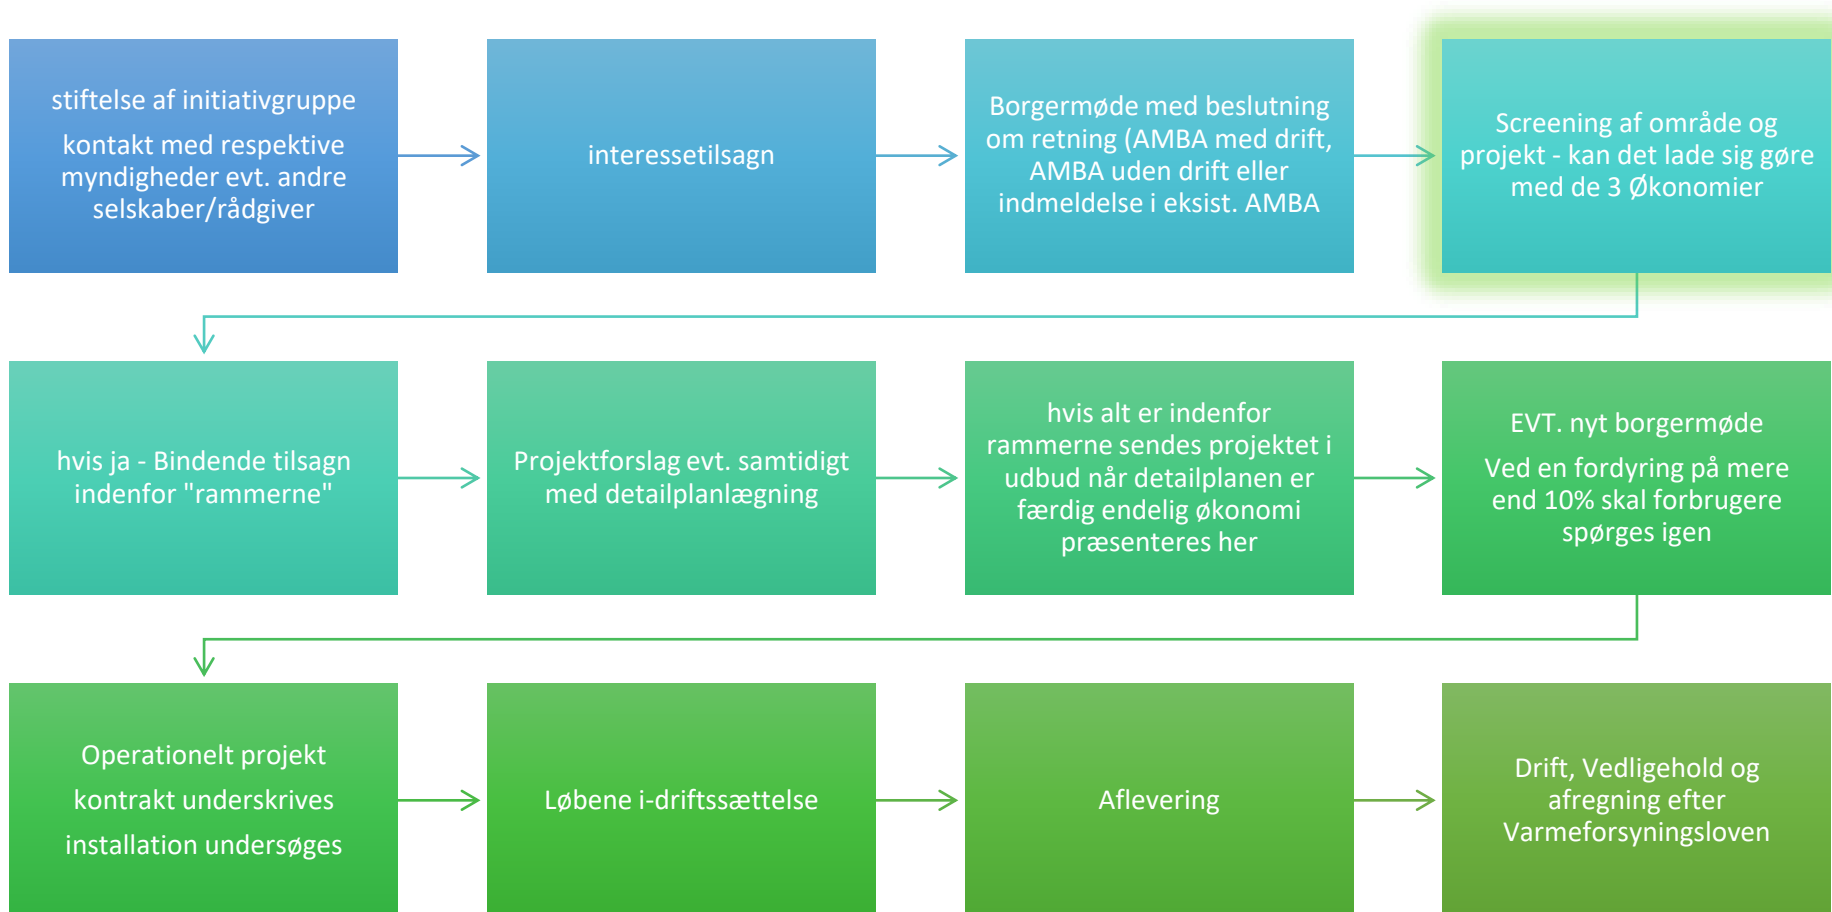 stiftelse af initiativgruppe
kontakt med respektive
myndigheder evt. andre
selskaber/rådgiver
interessetilsagn
Borgermøde med beslutning
om retning (AMBA med drift,
AMBA uden drift eller
indmeldelse i eksist. AMBA
Screening af område og
projekt - kan det lade sig gøre
med de 3 Økonomier
hvis ja - Bindende tilsagn
indenfor "rammerne"
Projektforslag evt. samtidigt
med detailplanlægning
hvis alt er indenfor
rammerne sendes projektet i
udbud når detailplanen er
færdig endelig økonomi
præsenteres her
EVT. nyt borgermøde
Ved en fordyring på mere
end 10% skal forbrugere
spørges igen
Operationelt projekt
kontrakt underskrives
installation undersøges
Løbene i-driftssættelse
Aflevering
Drift, Vedligehold og
afregning efter
Varmeforsyningsloven